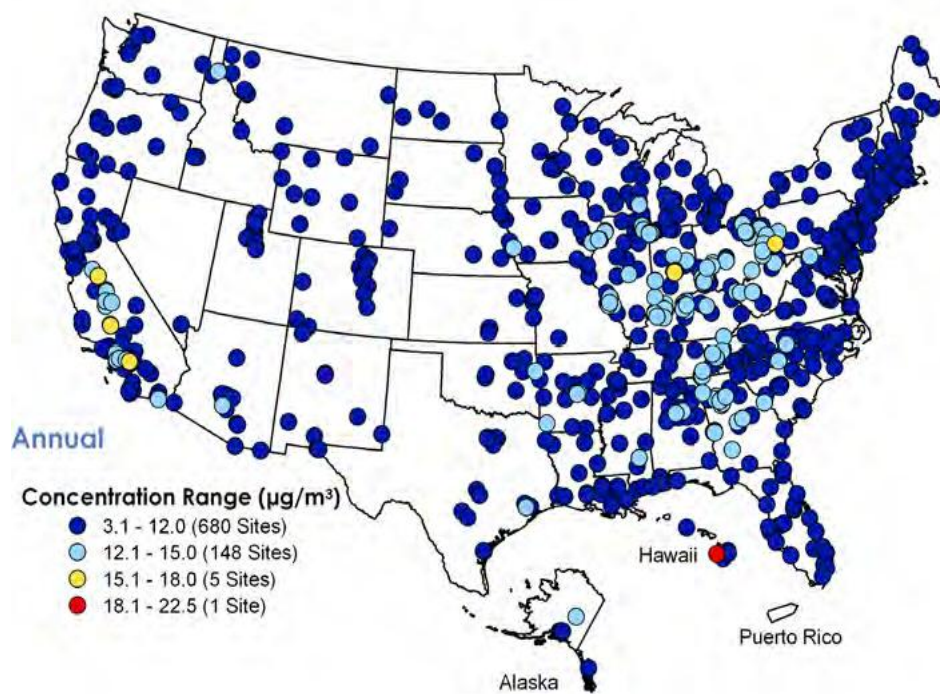 Annual
Concentration Range (µg/m³)
3.1 - 12.0 (680 Sites)
12.1 - 15.0 (148 Sites)
15.1 - 18.0 (5 Sites)
18.1 - 22.5 (1 Site)
Hawaii
Puerto Rico
Alaska